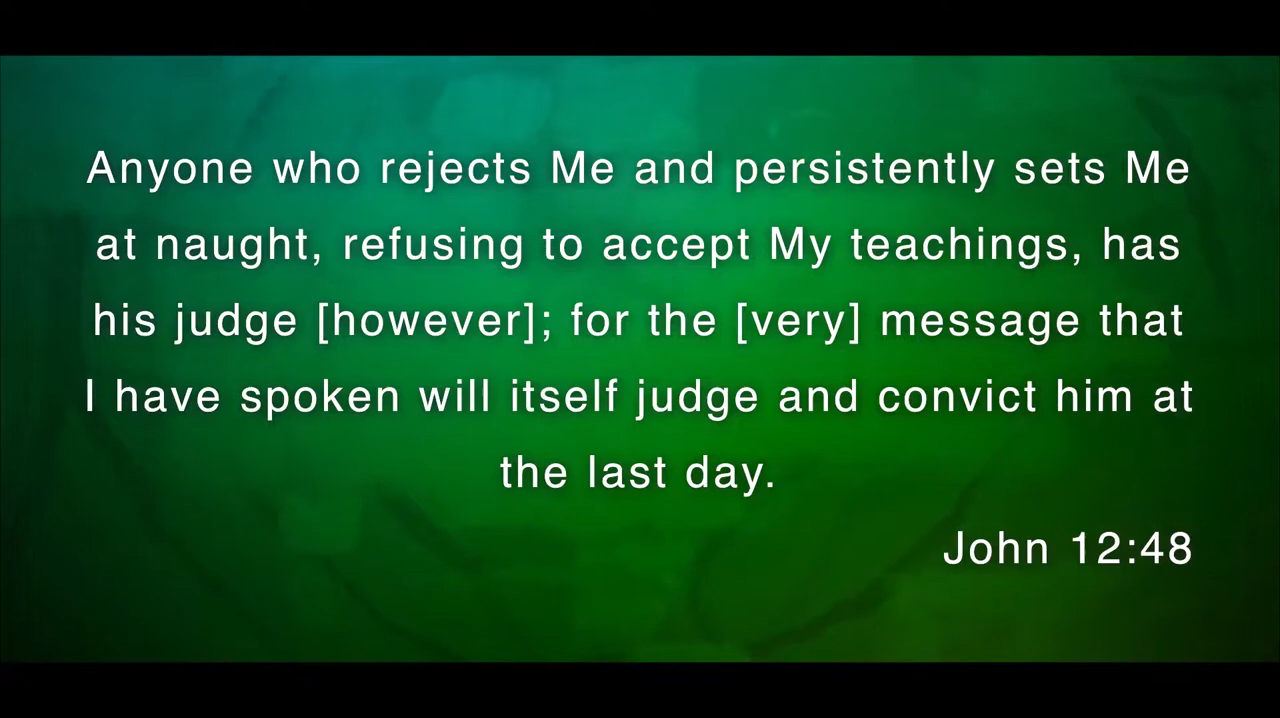 Anyone who rejects Me and persistently sets Me
at naught, refusing to accept My teachings, has
his judge [however]; for the [very] message that
I have spoken will itself judge and convict him at
the last day.
John 12:48